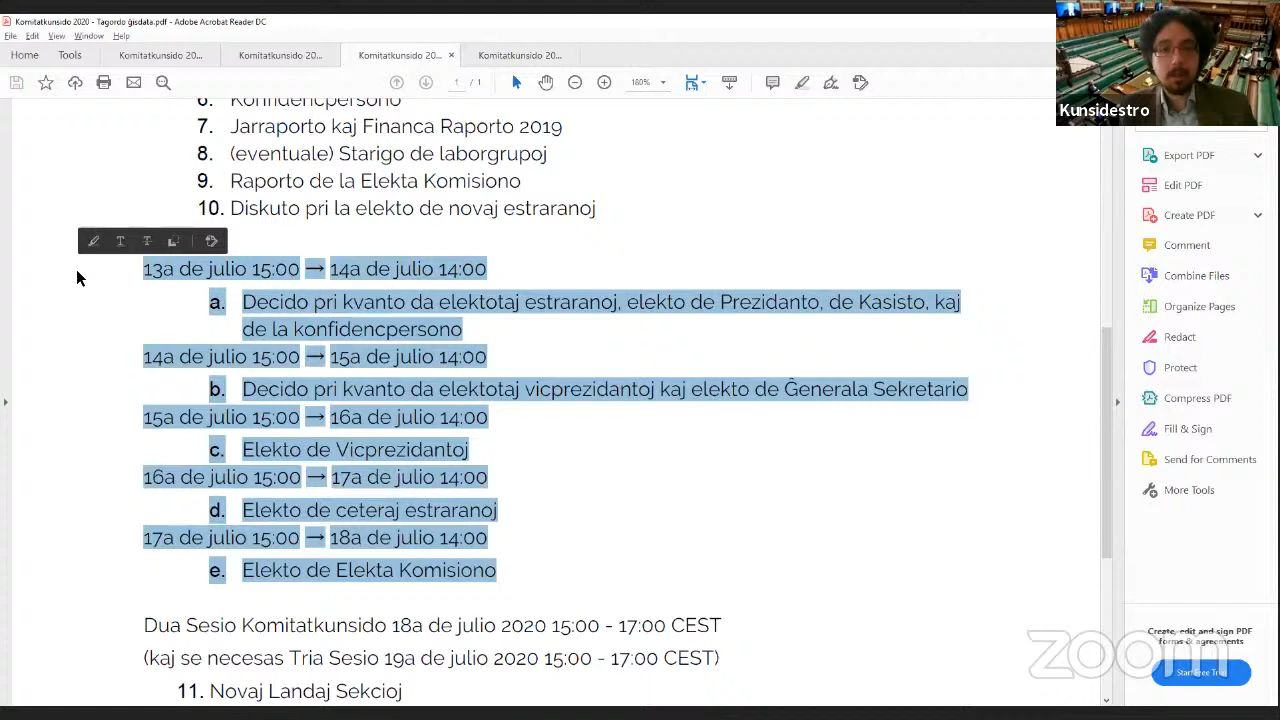 Komitatkunsido 2020 - Tagordo ĝisdata.pdf - Adobe Acrobat Reader DC
File Edit View Window Help
Home Tools Komitatkunsido 20... Komitatkunsido 20... Komitatkunsido 20... × Komitatkunsido 20...
1 / 1 180%
Kunsidestro
6. Konfidencpersono
7. Jarraporto kaj Financa Raporto 2019
8. (eventuale) Starigo de laborgrupoj
9. Raporto de la Elekta Komisiono
10. Diskuto pri la elekto de novaj estraranoj
13a de julio 15:00 → 14a de julio 14:00
a. Decido pri kvanto da elektotaj estraranoj, elekto de Prezidanto, de Kasisto, kaj
de la konfidencpersono
14a de julio 15:00 → 15a de julio 14:00
b. Decido pri kvanto da elektotaj vicprezidantoj kaj elekto de Ĝenerala Sekretario
15a de julio 15:00 → 16a de julio 14:00
c. Elekto de Vicprezidantoj
16a de julio 15:00 → 17a de julio 14:00
d. Elekto de ceteraj estraranoj
17a de julio 15:00 → 18a de julio 14:00
e. Elekto de Elekta Komisiono
Dua Sesio Komitatkunsido 18a de julio 2020 15:00 - 17:00 CEST
(kaj se necesas Tria Sesio 19a de julio 2020 15:00 - 17:00 CEST)
11. Novaj Landaj Sekcioj
Export PDF
Edit PDF
Create PDF
Comment
Combine Files
Organize Pages
Redact
Protect
Compress PDF
Fill & Sign
Send for Comments
More Tools
Create, edit and sign PDF
forms & agreements
Start Free Trial
zoom